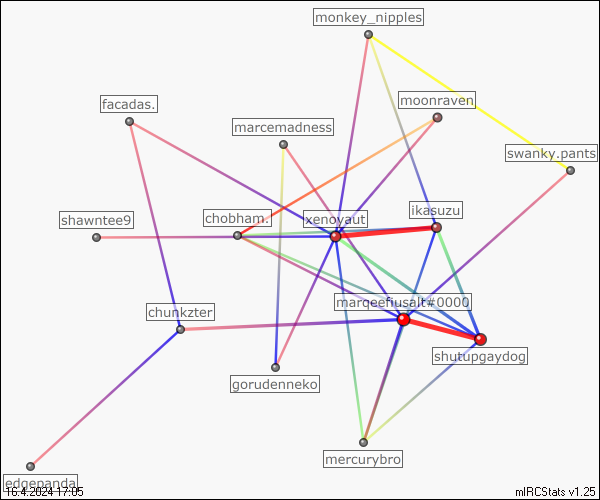 monkey_nipples
moonraven
facadas.
marcemadness
swanky.pants
ikasuzu
shawntee9
chobham.
xenoyaut
marqeefiusalt#0000
chunkzter
shutupgaydog
gorudenneko
mercurybro
edgepanda
16.4.2024 17:05
mIRCStats v1.25